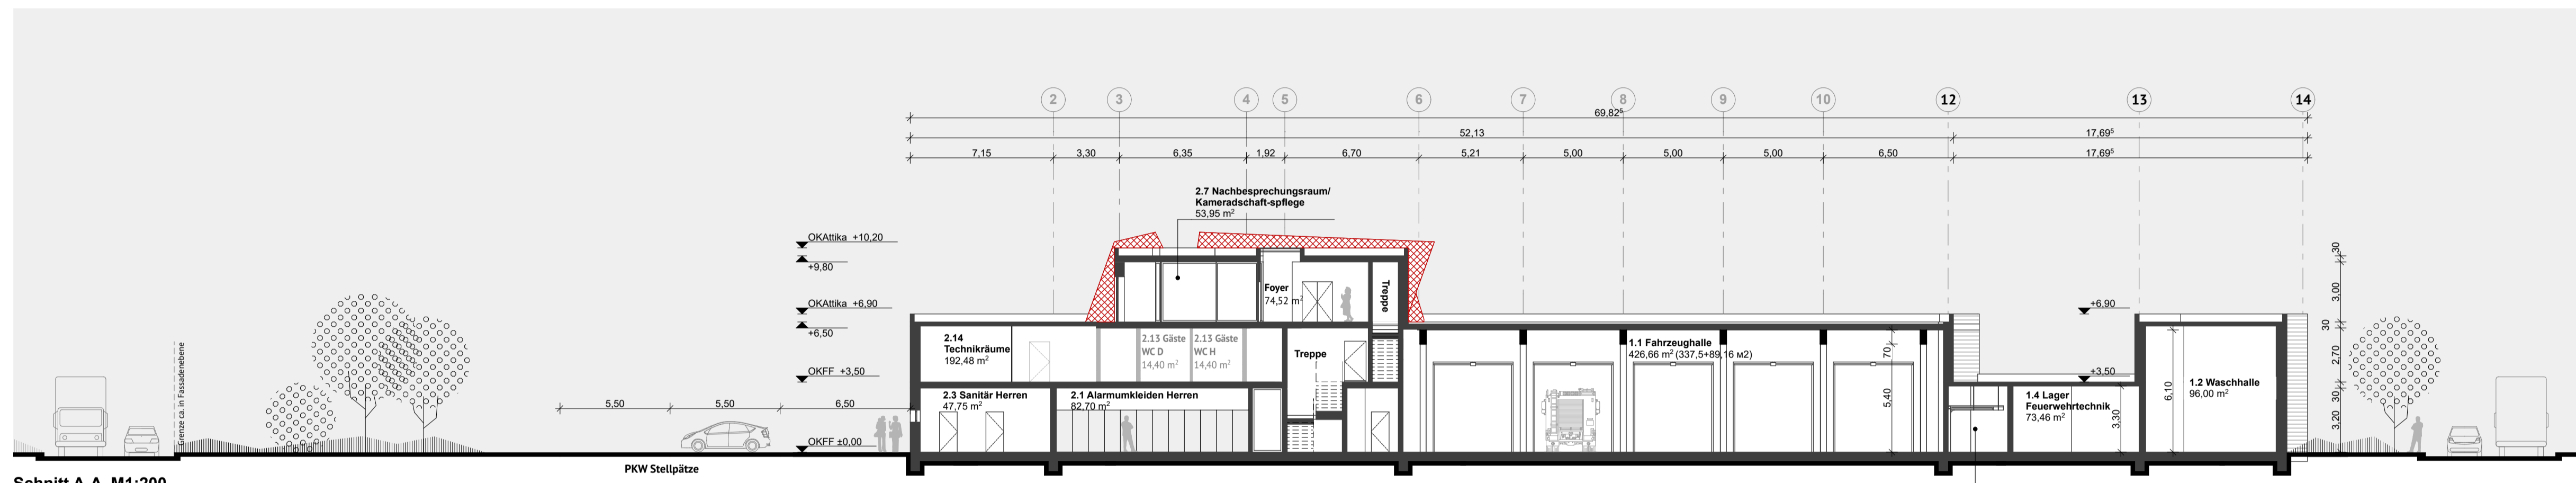 2
3
4
5
6
7
8
9
10
12
13
14
69,82⁵
52,13
17,69⁵
7,15
3,30
6,35
1,92
6,70
5,21
5,00
5,00
5,00
6,50
17,69⁵
2.7 Nachbesprechungsraum/
Kameradschaft-spflege
53,95 m²
OKAttika +10,20
+9,80
OKAttika +6,90
+6,50
OKFF +3,50
OKFF ±0,00
Grenze ca. in Fassadenebene
5,50
5,50
6,50
PKW Stellpätze
Foyer
74,52 m²
Treppe
2.14
Technikräume
192,48 m²
2.13 Gäste
WC D
14,40 m²
2.13 Gäste
WC H
14,40 m²
Treppe
2.3 Sanitär Herren
47,75 m²
2.1 Alarmumkleiden Herren
82,70 m²
1.1 Fahrzeughalle
426,66 m² (337,5+89,16 м2)
70
5,40
+6,90
+3,50
1.4 Lager
Feuerwehrtechnik
73,46 m²
3,30
6,10
1.2 Waschhalle
96,00 m²
30
3,00
30
2,70
30
3,20
Schnitt A-A M1:200